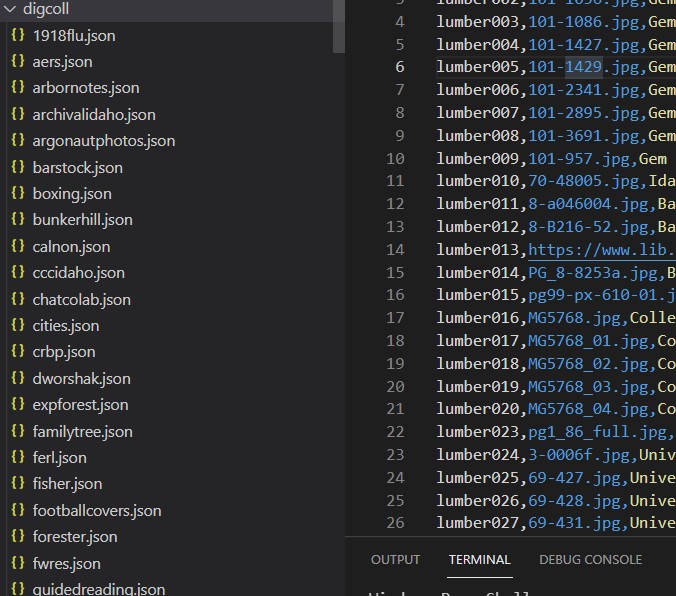 digcoll
{} 1918flu.json
{} aers.json
{} arbornotes.json
{} archivalidaho.json
{} argonautphotos.json
{} barstock.json
{} boxing.json
{} bunkerhill.json
{} calnon.json
{} cccidaho.json
{} chatcolab.json
{} cities.json
{} crbp.json
{} dworshak.json
{} expforest.json
{} familytree.json
{} ferl.json
{} fisher.json
{} footballcovers.json
{} forester.json
{} fwres.json
{} guidedreading.json
4 lumber003,101-1086.jpg,Gem
5 lumber004,101-1427.jpg,Gem
6 lumber005,101-1429.jpg,Gem
7 lumber006,101-2341.jpg,Gem
8 lumber007,101-2895.jpg,Gem
9 lumber008,101-3691.jpg,Gem
10 lumber009,101-957.jpg,Gem
11 lumber010,70-48005.jpg,Ida
12 lumber011,8-a046004.jpg,Ba
13 lumber012,8-B216-52.jpg,Ba
14 lumber013,https://www.lib.
15 lumber014,PG_8-8253a.jpg,B
16 lumber015,pg99-px-610-01.j
17 lumber016,MG5768.jpg,Colle
18 lumber017,MG5768_01.jpg,Co
19 lumber018,MG5768_02.jpg,Co
20 lumber019,MG5768_03.jpg,Co
21 lumber020,MG5768_04.jpg,Co
22 lumber023,pg1_86_full.jpg,
23 lumber024,3-0006f.jpg,Univ
24 lumber025,69-427.jpg,Unive
25 lumber026,69-428.jpg,Unive
26 lumber027,69-431.jpg,Unive
OUTPUT TERMINAL DEBUG CONSOLE